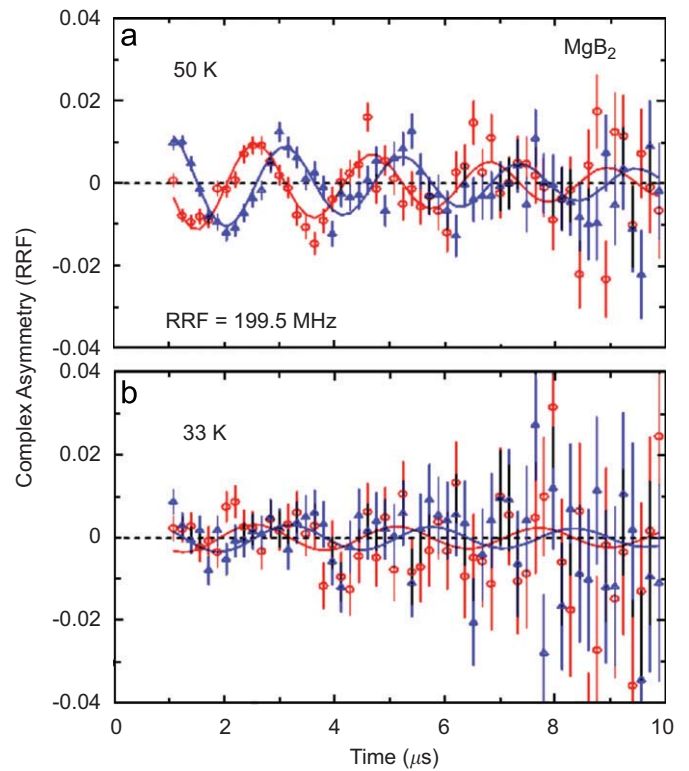 0.04
a
MgB2
50 K
0.02
0
-0.02
RRF = 199.5 MHz
-0.04
0.04
b
33 K
0.02
0
-0.02
-0.04
0 2 4 6 8 10
Time (μs)
Complex Asymmetry (RRF)